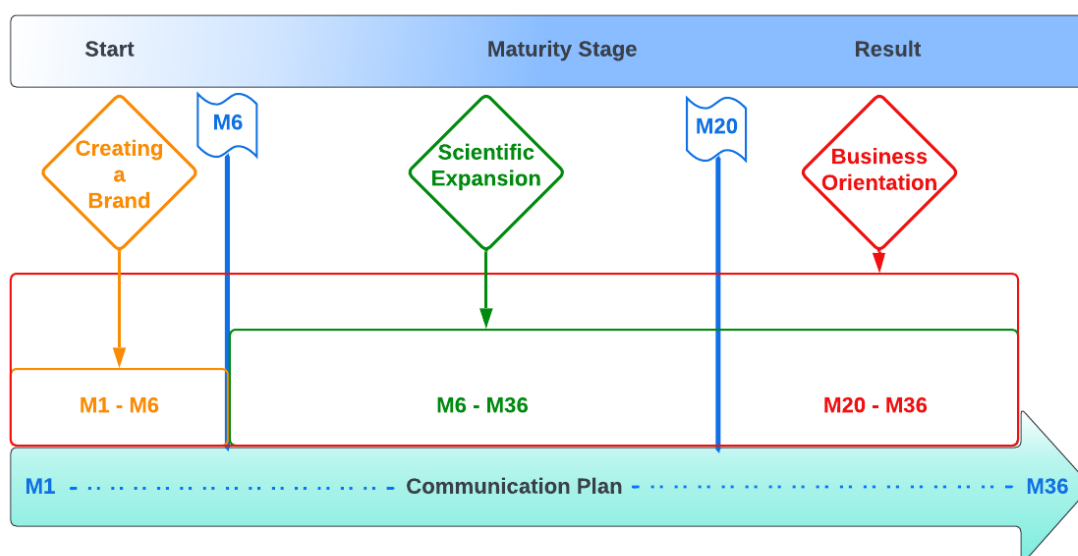 Start
Maturity Stage
Result
M6
M20
Creating
a
Brand
Scientific
Expansion
Business
Orientation
M1 - M6
M6 - M36
M20 - M36
M1
Communication Plan
M36